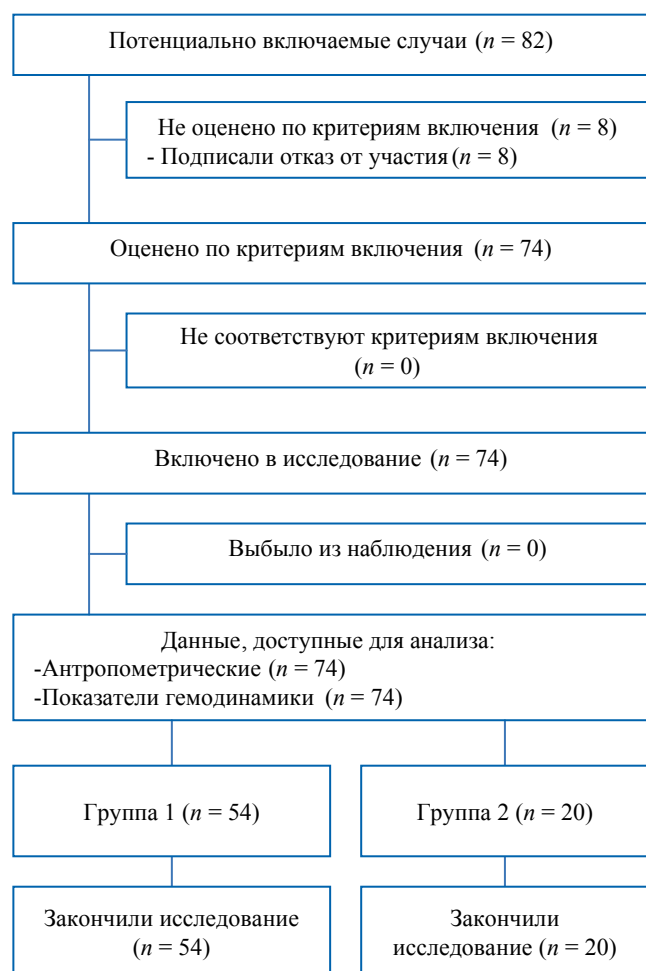 Потенциально включаемые случаи (n = 82)
Не оценено по критериям включения (n = 8)
- Подписали отказ от участия (n = 8)
Оценено по критериям включения (n = 74)
Не соответствуют критериям включения
(n = 0)
Включено в исследование (n = 74)
Выбыло из наблюдения (n = 0)
Данные, доступные для анализа:
-Антропометрические (n = 74)
-Показатели гемодинамики (n = 74)
Группа 1 (n = 54)
Группа 2 (n = 20)
Закончили исследование
(n = 54)
Закончили
исследование (n = 20)